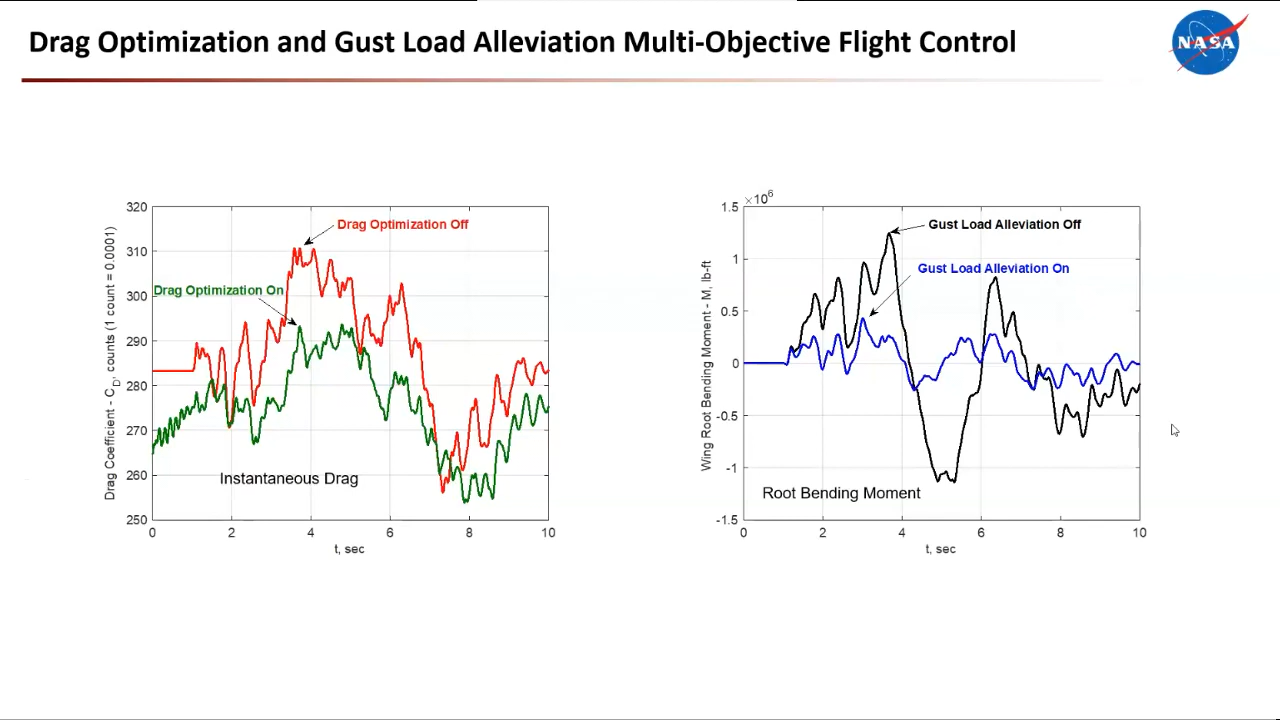 Drag Optimization and Gust Load Alleviation Multi-Objective Flight Control
NASA
320
310
300
290
280
270
260
250
0
2
4
6
8
10
t, sec
Drag Coefficient - C_D, counts (1 count = 0.0001)
Drag Optimization Off
Drag Optimization On
Instantaneous Drag
×10^6
1.5
1
0.5
0
-0.5
-1
-1.5
0
2
4
6
8
10
t, sec
Wing Root Bending Moment - M, lb-ft
Gust Load Alleviation Off
Gust Load Alleviation On
Root Bending Moment